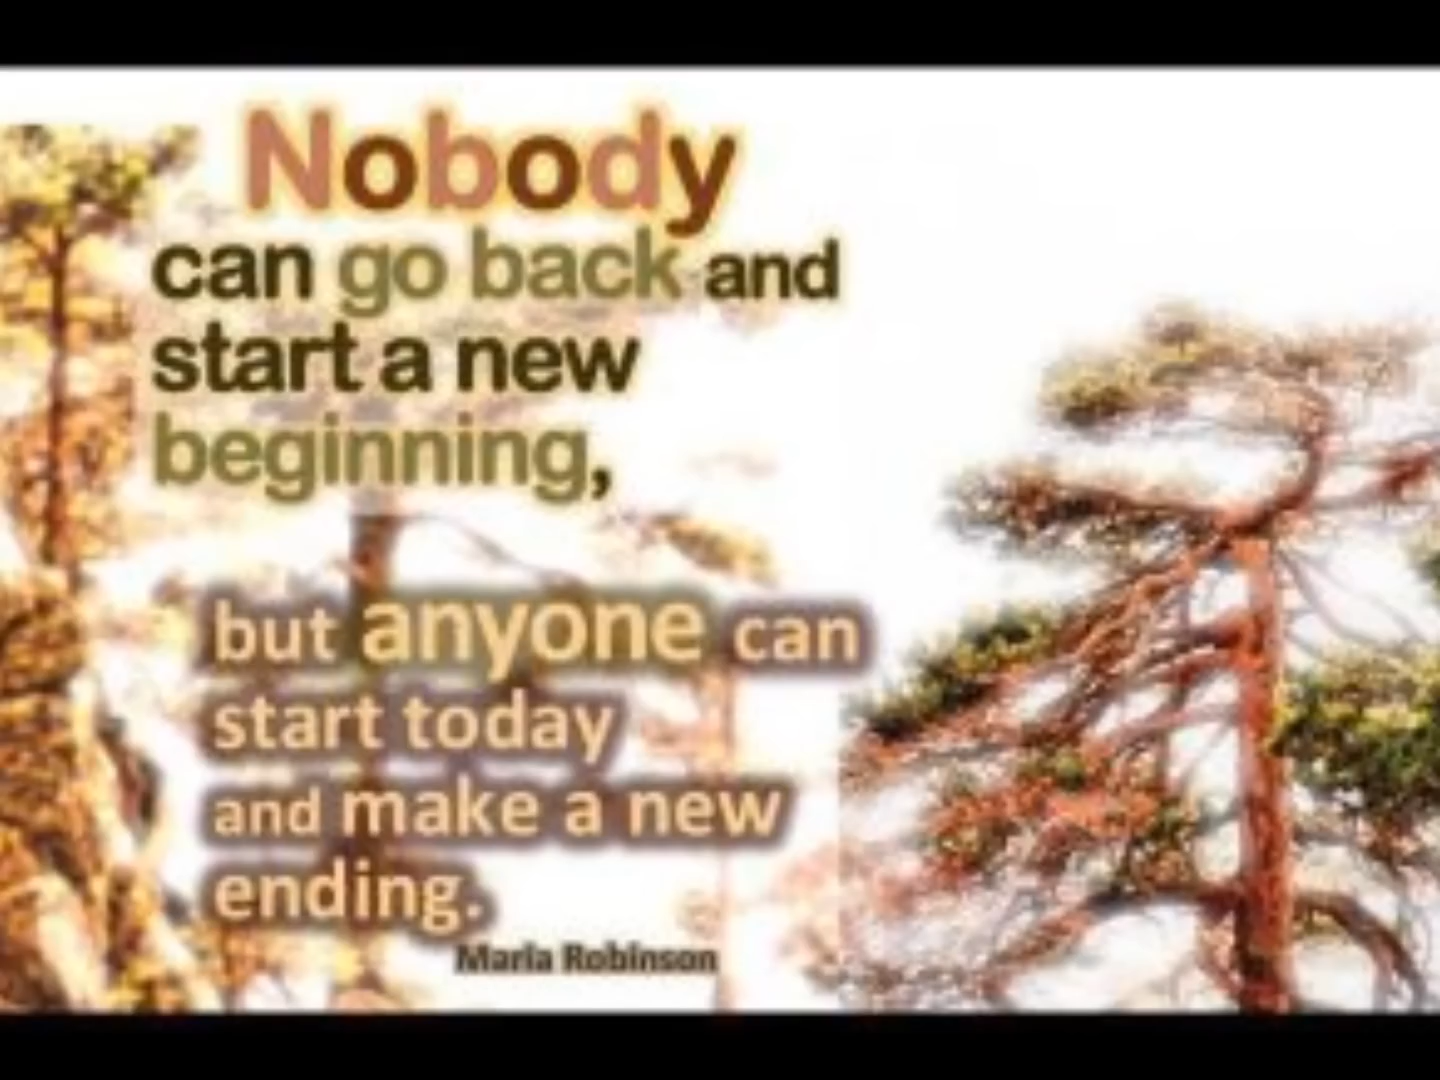 Nobody
can go back and
start a new
beginning,
but anyone can
start today
and make a new
ending.
Maria Robinson